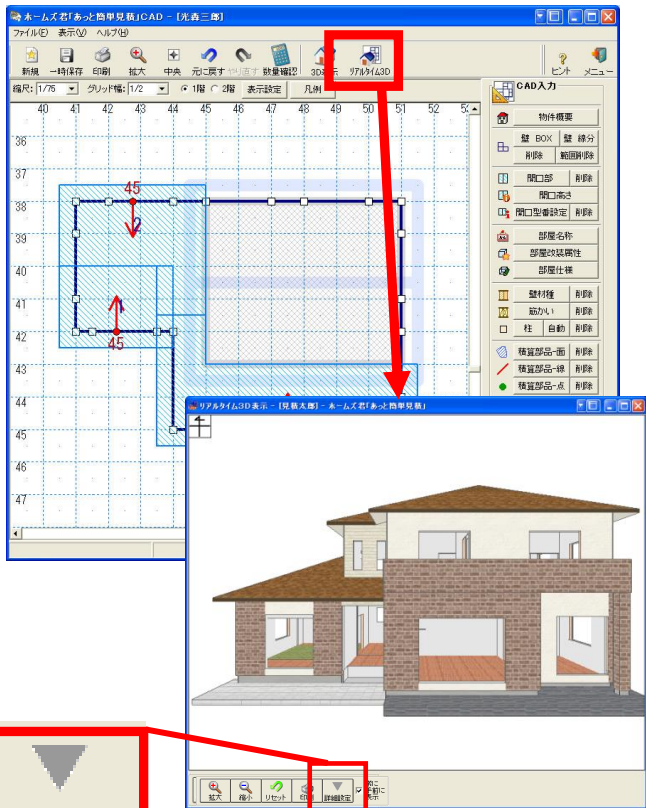 ホームズ君「あっと簡単見積」CAD - [光森三郎]
ファイル(F) 表示(V) ヘルプ(H)
新規 一時保存 印刷 拡大 中央 元に戻す やり直す 数量確認 3D表示 リアルタイム3D ヒント メニュー
縮尺: 1/75 グリッド幅: 1/2 1階 2階 表示設定 凡例
40 41 42 43 44 45 46 47 48 49 50 51 52
36
37
38
39
40
41
42
43
44
45
46
47
45
2
45
CAD入力
物件概要
壁 BOX 壁 線分
削除 範囲削除
開口部 削除
開口高さ
開口型番設定 削除
部屋名称
部屋改装属性
部屋仕様
壁材種 削除
筋かい 削除
柱 自動 削除
積算部品-面 削除
積算部品-線 削除
積算部品-点 削除
リアルタイム3D表示 - [見積太郎] - ホームズ君「あっと簡単見積」
拡大 縮小 リセット 印刷 詳細設定 常に
手前に
表示